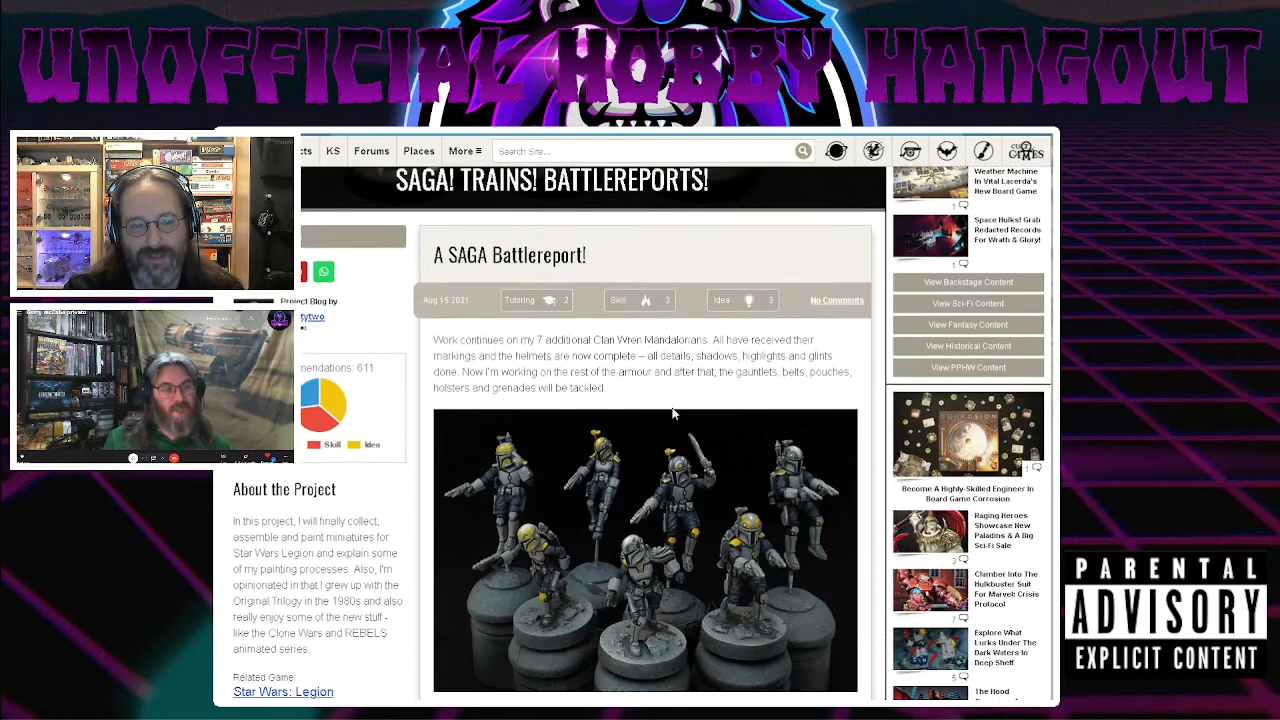 UNOFFICIAL HOBBY HANGOUT
cts
KS
Forums
Places
More ≡
Search Site...
GAMES
SAGA! TRAINS! BATTLEREPORTS!
A SAGA Battlereport!
Aug 15 2021
Tutoring 2
Skill 3
Idea 3
No Comments
Work continues on my 7 additional Clan Wren Mandalorians. All have received their
markings and the helmets are now complete – all details, shadows, highlights and glints
done. Now I'm working on the rest of the armour and after that, the gauntlets, belts, pouches,
holsters and grenades will be tackled
Project Blog by
tytwo
nendations: 611
Skill
Idea
About the Project
In this project, I will finally collect,
assemble and paint miniatures for
Star Wars Legion and explain some
of my painting processes. Also, I'm
opinionated in that I grew up with the
Original Trilogy in the 1980s and also
really enjoy some of the new stuff -
like the Clone Wars and REBELS
animated series.
Related Game:
Star Wars: Legion
Weather Machine
In Vital Lacerda's
New Board Game
1
Space Hulks! Grab
Redacted Records
For Wrath & Glory!
1
View Backstage Content
View Sci-Fi Content
View Fantasy Content
View Historical Content
View PPHW Content
CORROSION
1
Become A Highly-Skilled Engineer In
Board Game Corrosion
Raging Heroes
Showcase New
Paladins & A Big
Sci-Fi Sale
3
Clamber Into The
Hulkbuster Suit
For Marvel: Crisis
Protocol
7
Explore What
Lurks Under The
Dark Waters In
Deep Shelf
5
The Hood
PARENTAL
ADVISORY
EXPLICIT CONTENT